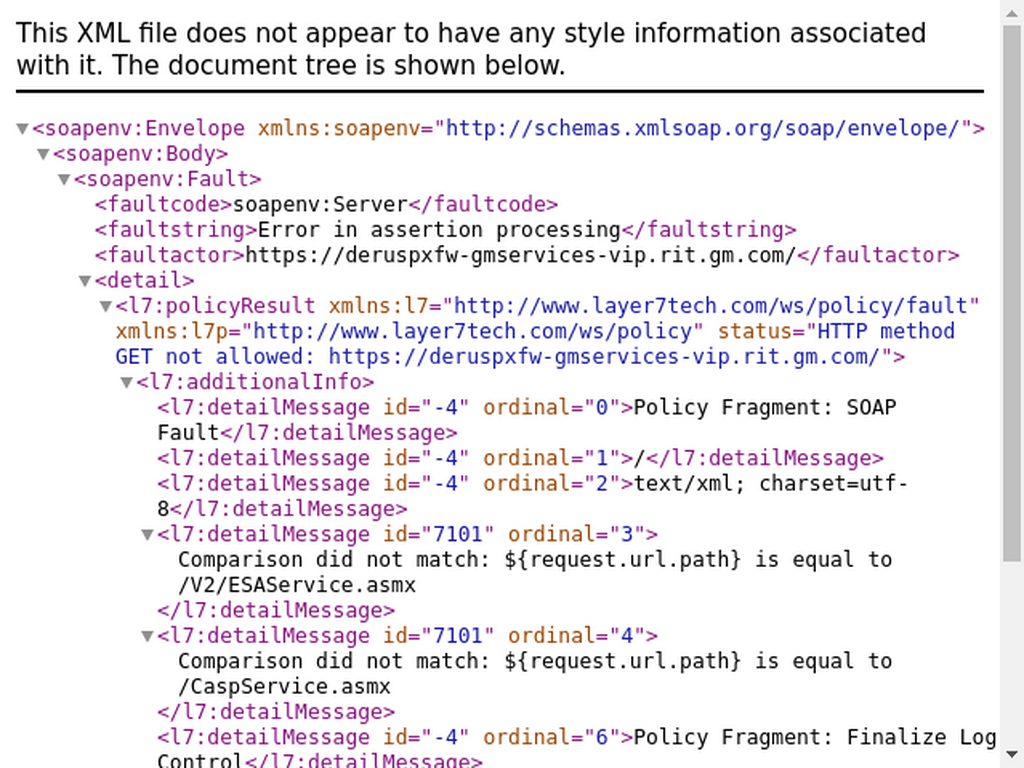 This XML file does not appear to have any style information associated
with it. The document tree is shown below.
▼<soapenv:Envelope xmlns:soapenv="http://schemas.xmlsoap.org/soap/envelope/">
▼<soapenv:Body>
▼<soapenv:Fault>
<faultcode>soapenv:Server</faultcode>
<faultstring>Error in assertion processing</faultstring>
<faultactor>https://deruspxfw-gmservices-vip.rit.gm.com/</faultactor>
▼<detail>
▼<l7:policyResult xmlns:l7="http://www.layer7tech.com/ws/policy/fault"
xmlns:l7p="http://www.layer7tech.com/ws/policy" status="HTTP method
GET not allowed: https://deruspxfw-gmservices-vip.rit.gm.com/">
▼<l7:additionalInfo>
<l7:detailMessage id="-4" ordinal="0">Policy Fragment: SOAP
Fault</l7:detailMessage>
<l7:detailMessage id="-4" ordinal="1">/</l7:detailMessage>
<l7:detailMessage id="-4" ordinal="2">text/xml; charset=utf-
8</l7:detailMessage>
▼<l7:detailMessage id="7101" ordinal="3">
Comparison did not match: ${request.url.path} is equal to
/V2/ESAService.asmx
</l7:detailMessage>
▼<l7:detailMessage id="7101" ordinal="4">
Comparison did not match: ${request.url.path} is equal to
/CaspService.asmx
</l7:detailMessage>
<l7:detailMessage id="-4" ordinal="6">Policy Fragment: Finalize Log
Control</l7:detailMessage>